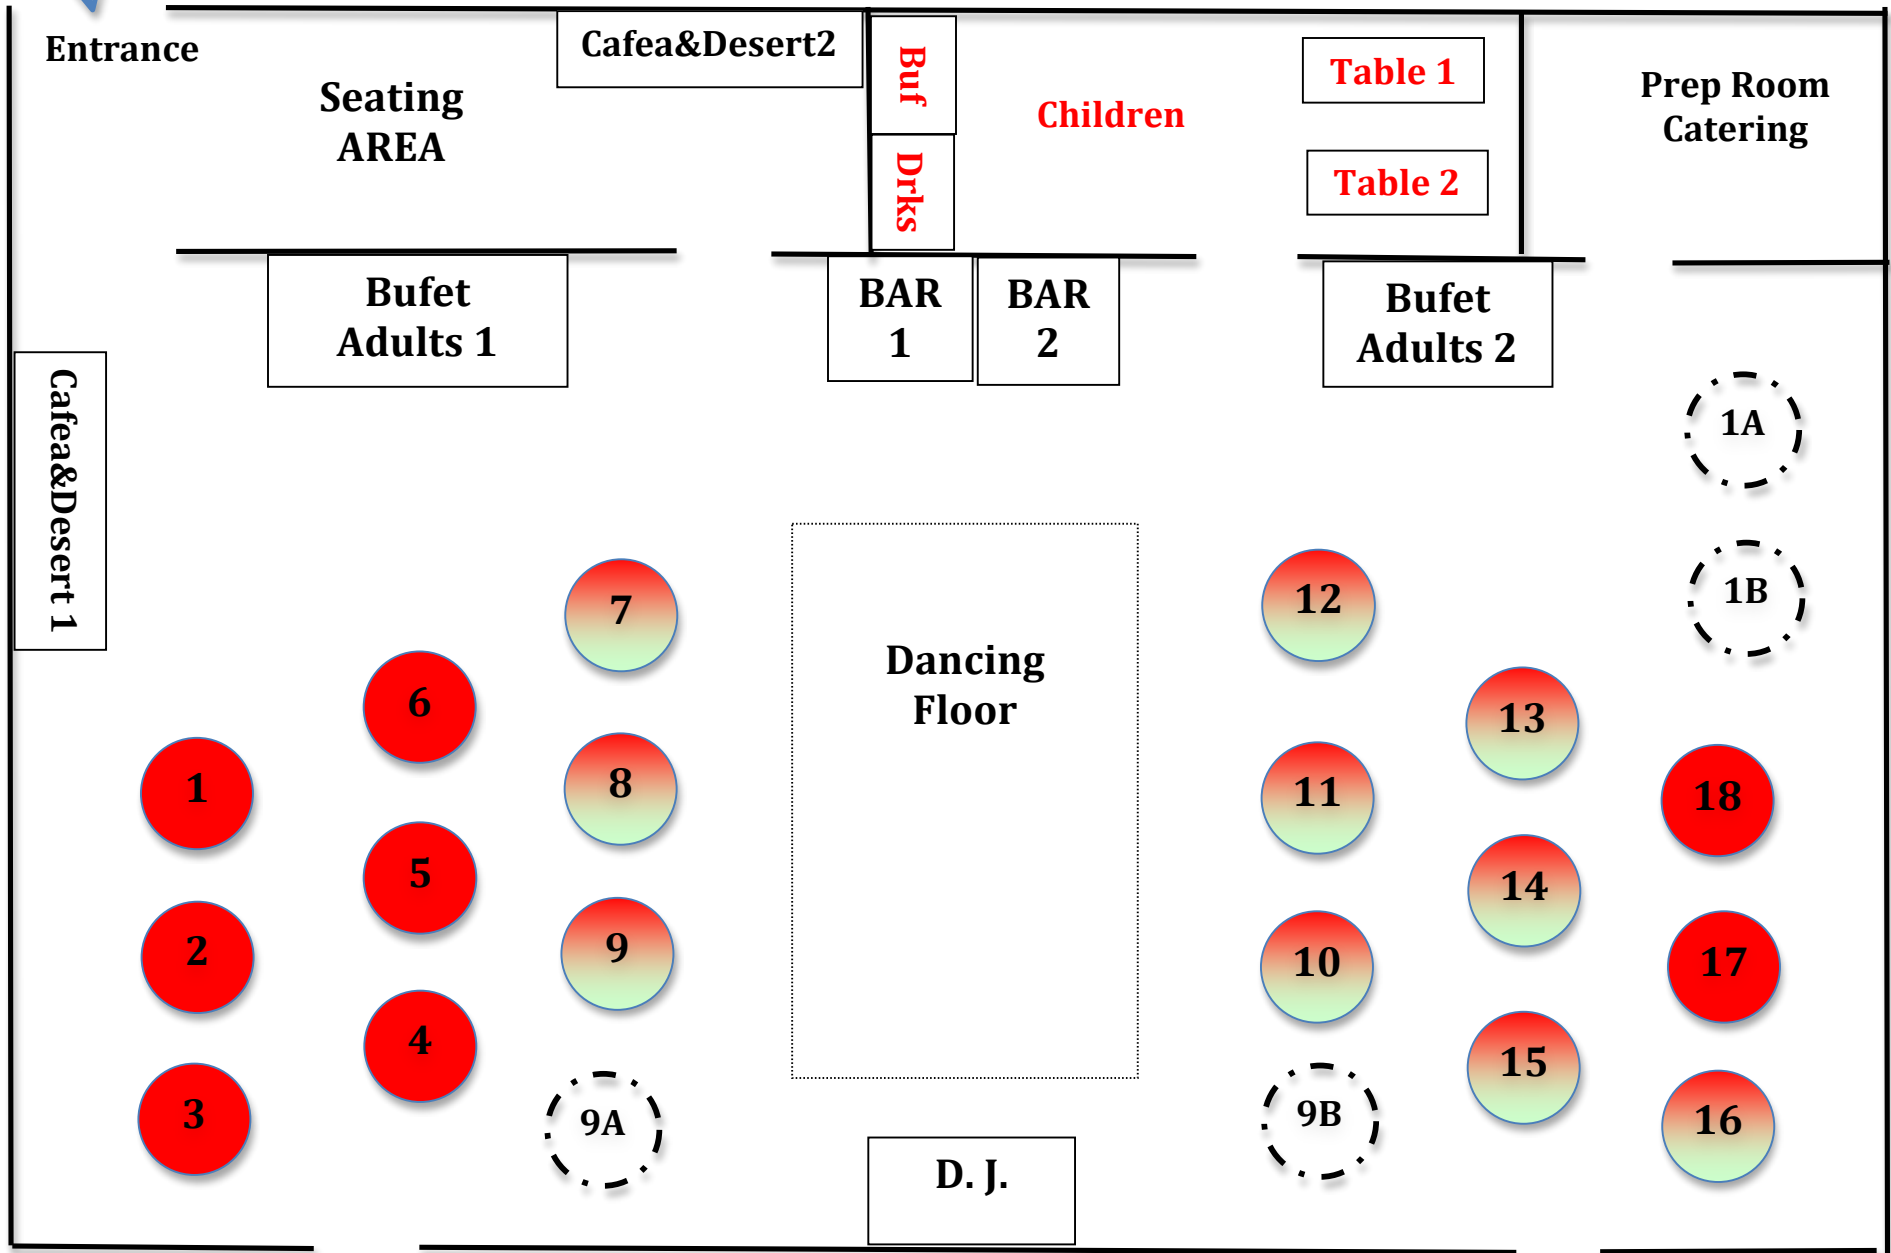 Entrance
Seating
AREA
Cafea&Desert2
Buf
Drks
Children
Table 1
Table 2
Prep Room
Catering
Bufet
Adults 1
BAR
1
BAR
2
Bufet
Adults 2
Cafea&Desert 1
1A
1B
Dancing
Floor
7
12
6
13
1
8
11
18
5
14
2
9
10
17
4
15
3
9A
9B
16
D. J.